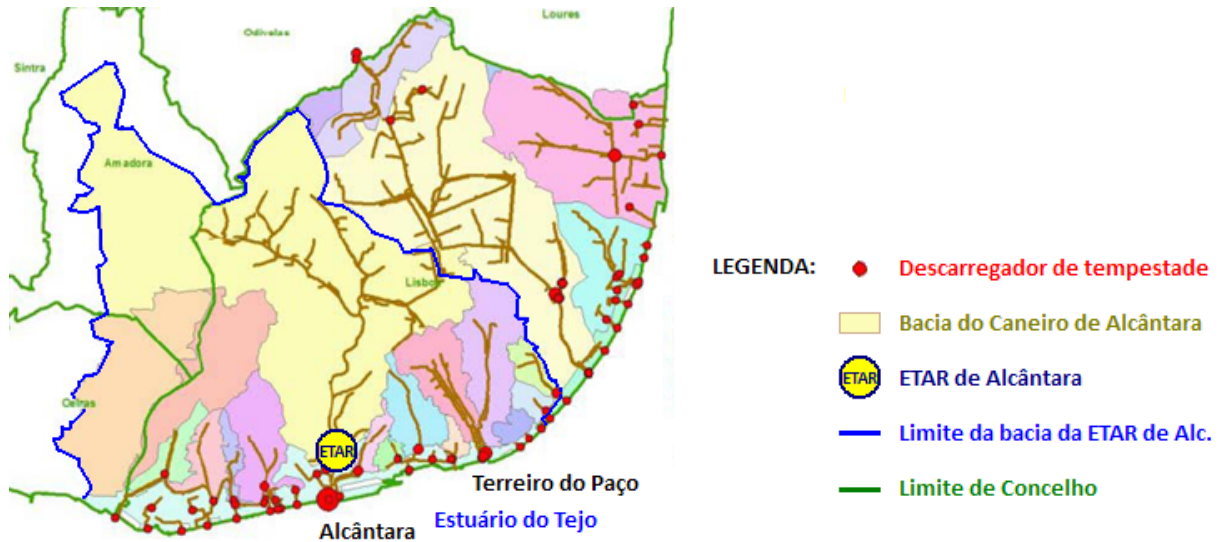 Loures
Odivelas
Sintra
Amadora
LEGENDA:
Descarregador de tempestade
Lisbo
Bacia do Caneiro de Alcântara
ETAR
ETAR de Alcântara
Oeiras
Limite da bacia da ETAR de Alc.
ETAR
Terreiro do Paço
Limite de Concelho
Estuário do Tejo
Alcântara